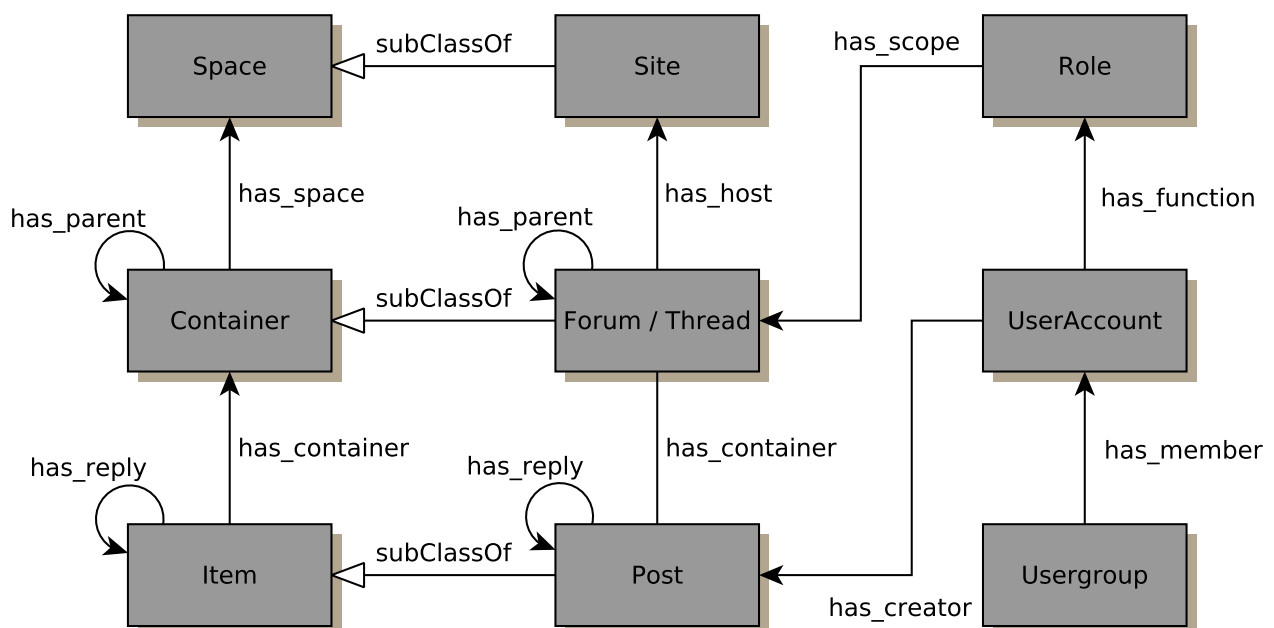 subClassOf
has_scope
Space
Site
Role
has_space
has_host
has_function
has_parent
has_parent
subClassOf
Container
Forum / Thread
UserAccount
has_container
has_container
has_member
has_reply
has_reply
subClassOf
Item
Post
Usergroup
has_creator